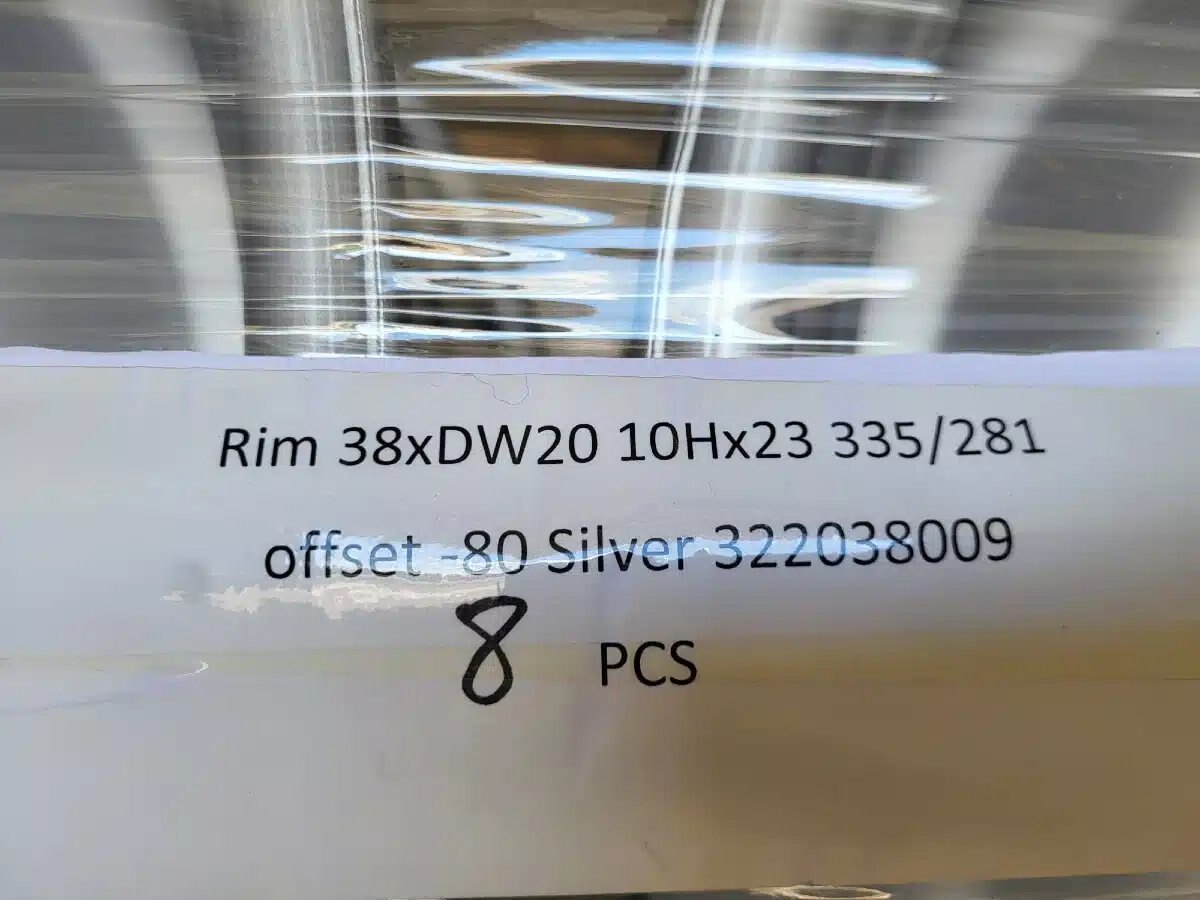 Rim 38xDW20 10Hx23 335/281
offset -80 Silver 322038009
8 PCS